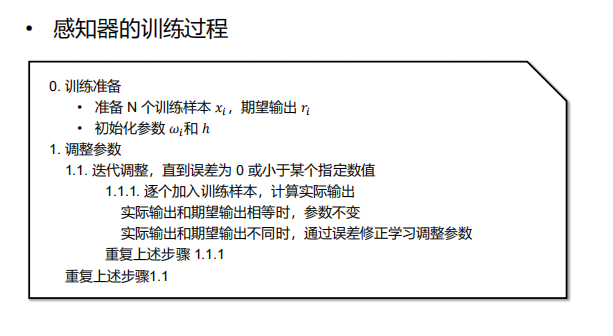 • 感知器的训练过程
0. 训练准备
• 准备 N 个训练样本 xᵢ，期望输出 rᵢ
• 初始化参数 ωᵢ和 h
1. 调整参数
1.1. 迭代调整，直到误差为 0 或小于某个指定数值
1.1.1. 逐个加入训练样本，计算实际输出
实际输出和期望输出相等时，参数不变
实际输出和期望输出不同时，通过误差修正学习调整参数
重复上述步骤 1.1.1
重复上述步骤1.1